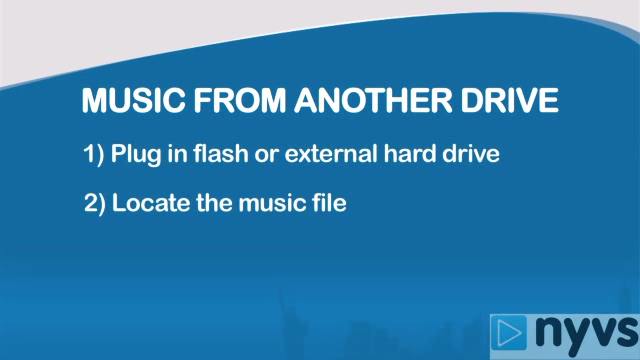 MUSIC FROM ANOTHER DRIVE
1) Plug in flash or external hard drive
2) Locate the music file
nyvs